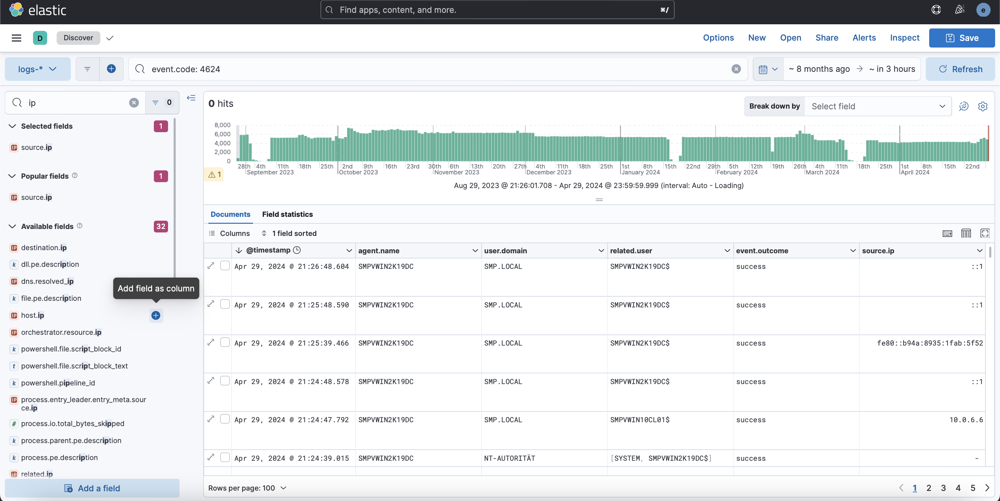 elastic
Find apps, content, and more.
⌘/
e
D
Discover
Options
New
Open
Share
Alerts
Inspect
Save
logs-*
event.code: 4624
~ 8 months ago → ~ in 3 hours
Refresh
ip
0
Selected fields
1
IP source.ip
Popular fields
1
IP source.ip
Available fields
32
IP destination.ip
k dll.pe.description
IP dns.resolved_ip
Add field as column
k file.pe.description
IP host.ip
IP orchestrator.resource.ip
k powershell.file.script_block_id
t powershell.file.script_block_text
k powershell.pipeline_id
IP process.entry_leader.entry_meta.sour
ce.ip
# process.io.total_bytes_skipped
k process.parent.pe.description
k process.pe.description
IP related.ip
Add a field
0 hits
Break down by
Select field
8,000
6,000
4,000
2,000
0
28th 4th 11th 18th 25th 2nd 9th 16th 23rd 30th 6th 13th 20th 27th 4th 11th 18th 25th 1st 8th 15th 22nd 29th 5th 12th 19th 26th 4th 11th 18th 25th 1st 8th 15th 22nd
September 2023 October 2023 November 2023 December 2023 January 2024 February 2024 March 2024 April 2024
1
Aug 29, 2023 @ 21:26:01.708 - Apr 29, 2024 @ 23:59:59.999 (interval: Auto - Loading)
Documents
Field statistics
Columns
1 field sorted
@timestamp agent.name user.domain related.user event.outcome source.ip
Apr 29, 2024 @ 21:26:48.604 SMPVWIN2K19DC SMP.LOCAL SMPVWIN2K19DC$ success ::1
Apr 29, 2024 @ 21:25:48.590 SMPVWIN2K19DC SMP.LOCAL SMPVWIN2K19DC$ success ::1
Apr 29, 2024 @ 21:25:39.466 SMPVWIN2K19DC SMP.LOCAL SMPVWIN2K19DC$ success fe80::b94a:8935:1fab:5f52
Apr 29, 2024 @ 21:24:48.578 SMPVWIN2K19DC SMP.LOCAL SMPVWIN2K19DC$ success ::1
Apr 29, 2024 @ 21:24:47.792 SMPVWIN2K19DC SMP.LOCAL SMPVWIN10CL01$ success 10.0.6.6
Apr 29, 2024 @ 21:24:39.015 SMPVWIN2K19DC NT-AUTORITÄT [SYSTEM, SMPVWIN2K19DC$] success -
Rows per page: 100
1 2 3 4 5